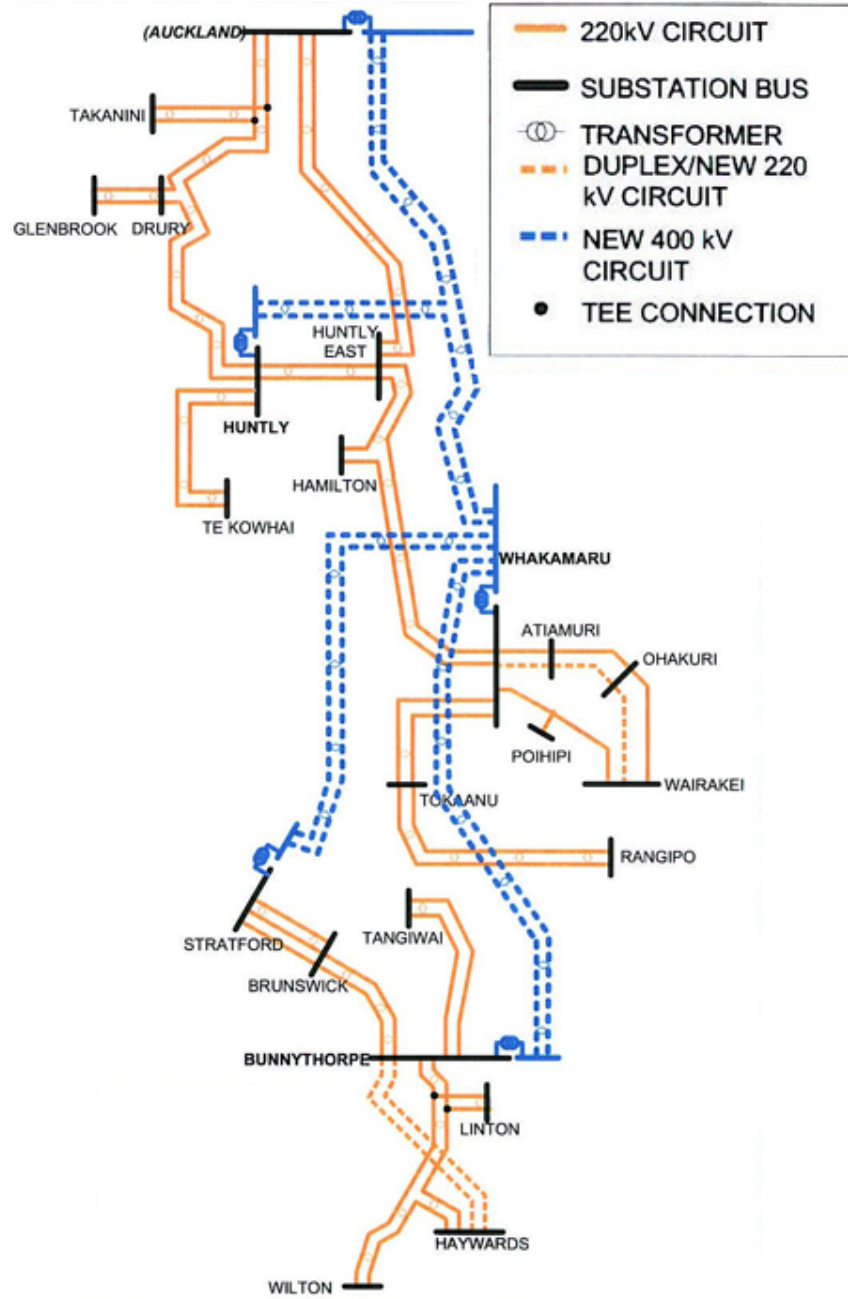 (AUCKLAND)
220kV CIRCUIT
SUBSTATION BUS
TRANSFORMER
DUPLEX/NEW 220
kV CIRCUIT
NEW 400 kV
CIRCUIT
TEE CONNECTION
TAKANINI
GLENBROOK
DRURY
HUNTLY
EAST
HUNTLY
HAMILTON
TE KOWHAI
WHAKAMARU
ATIAMURI
OHAKURI
POIHIPI
WAIRAKEI
TOKAANU
RANGIPO
STRATFORD
TANGIWAI
BRUNSWICK
BUNNYTHORPE
LINTON
HAYWARDS
WILTON